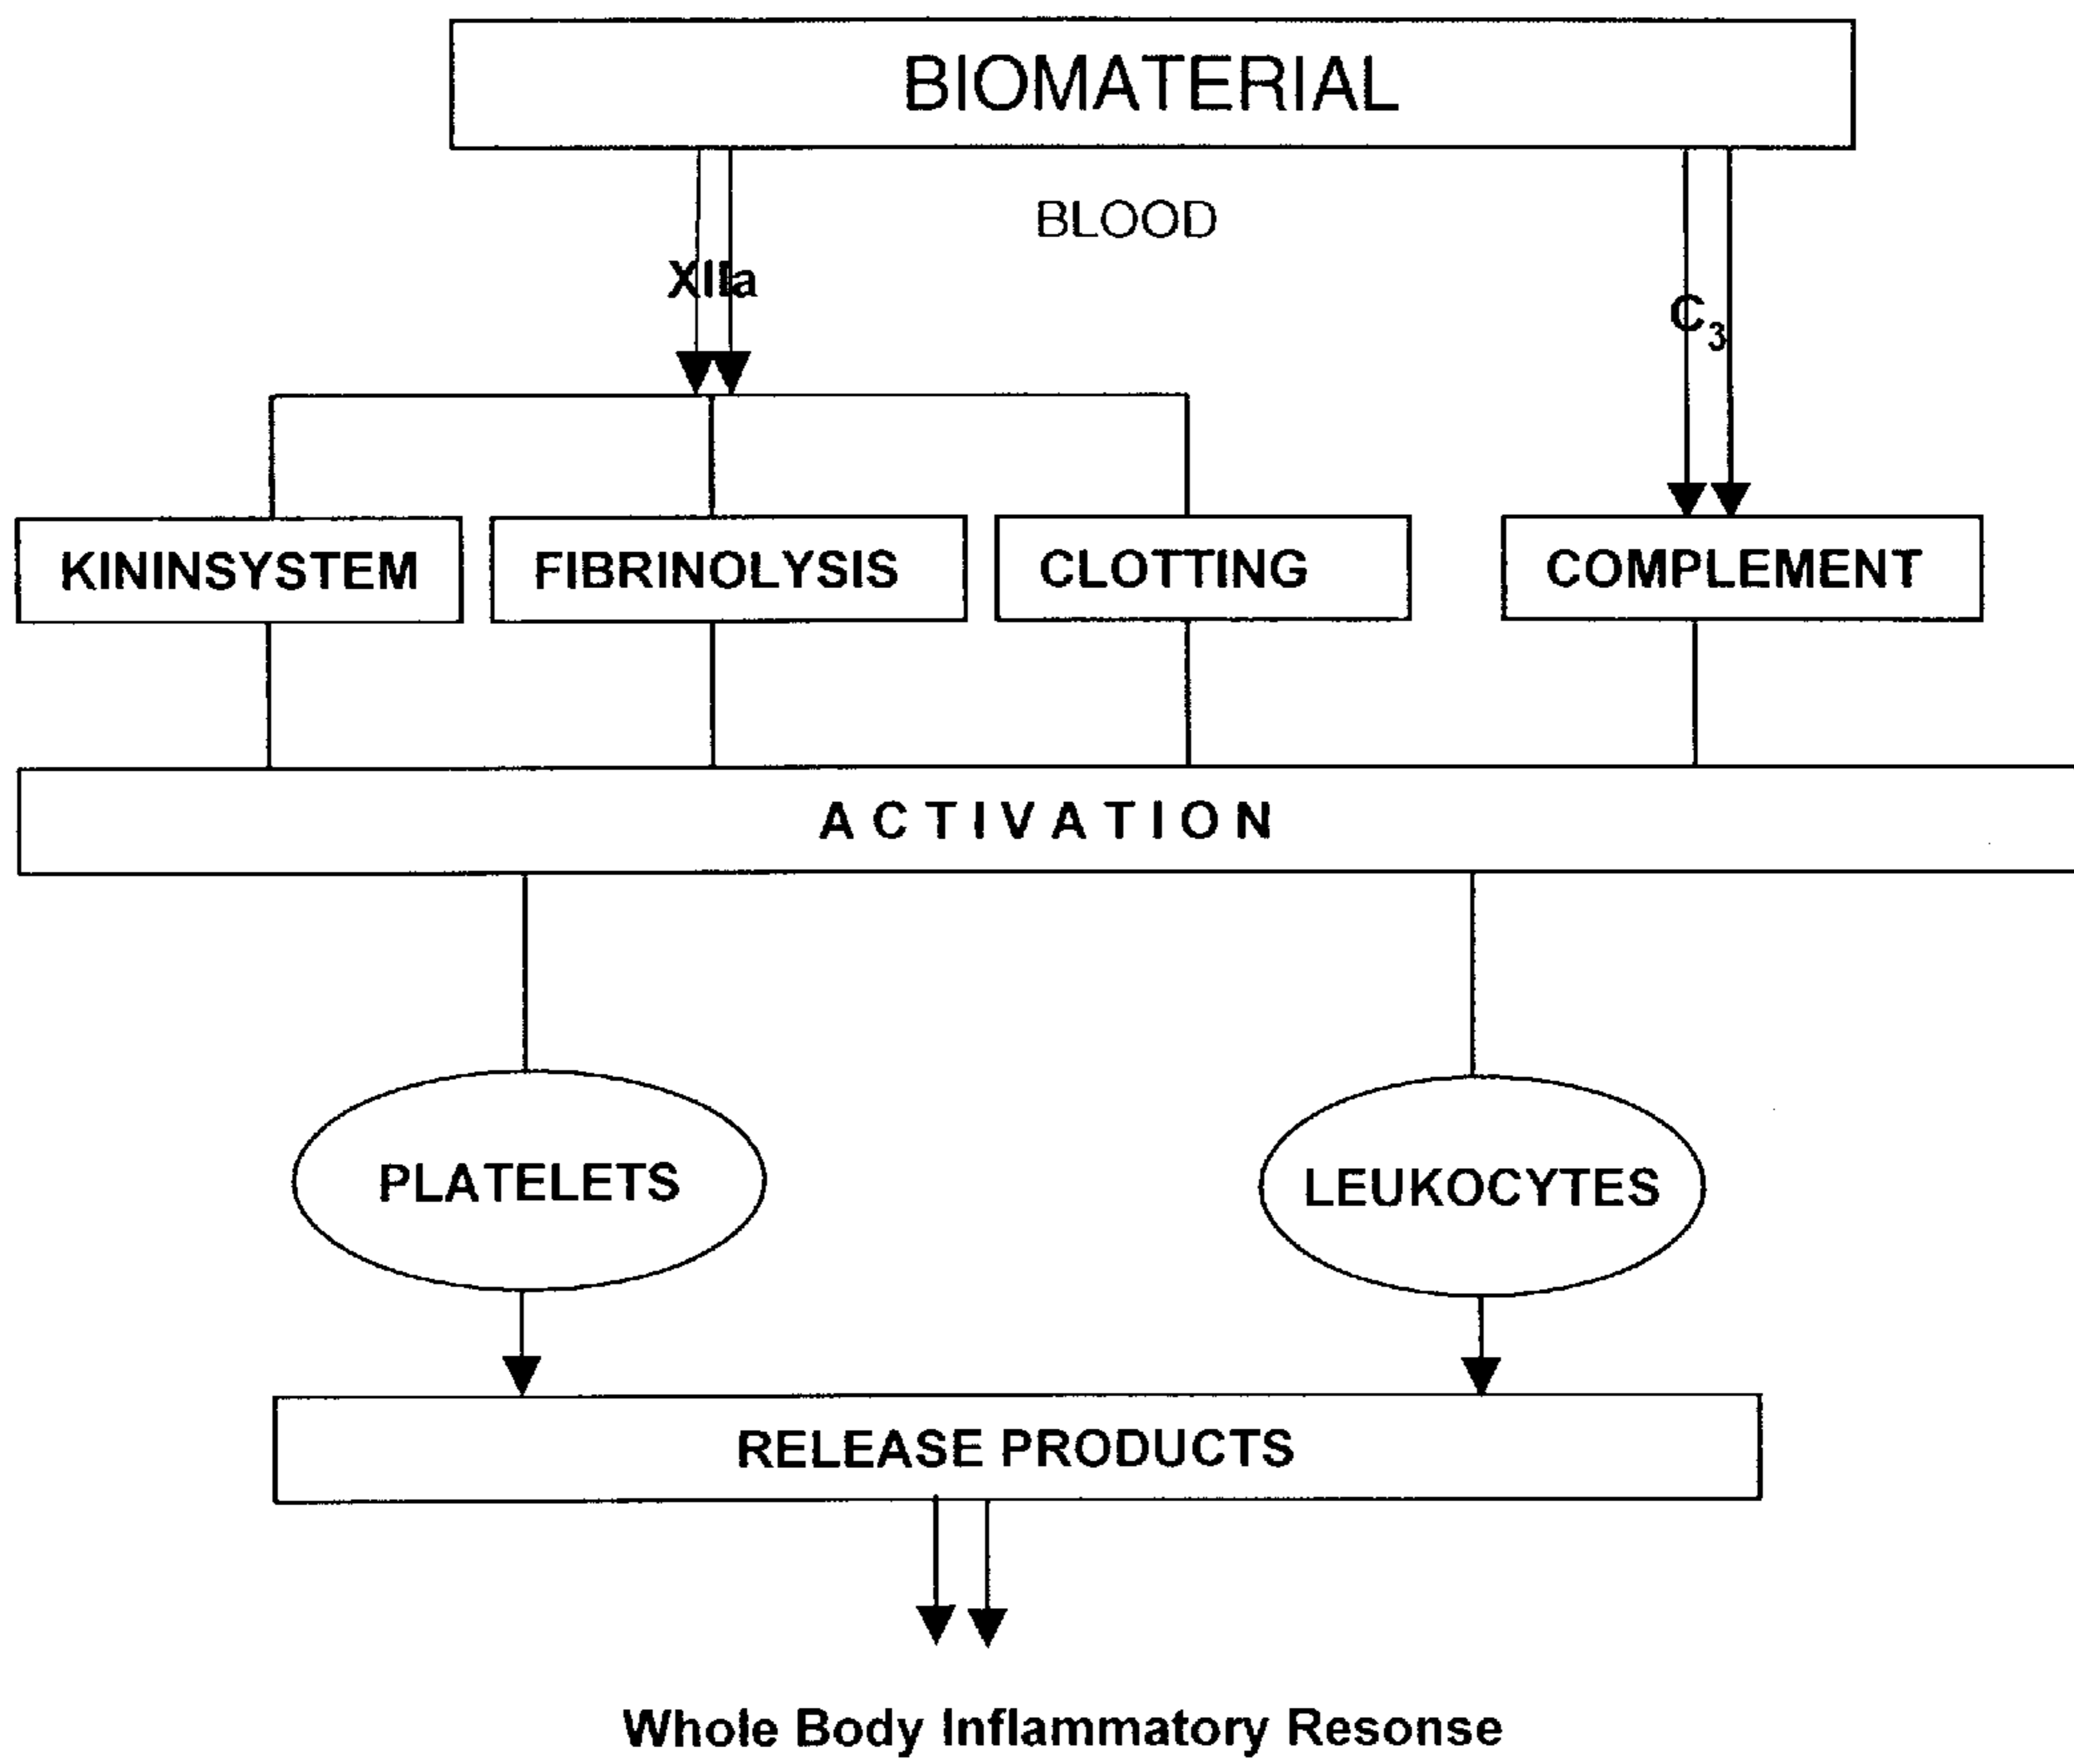 BIOMATERIAL
BLOOD
XIIa
C3
KININSYSTEM
FIBRINOLYSIS
CLOTTING
COMPLEMENT
ACTIVATION
PLATELETS
LEUKOCYTES
RELEASE PRODUCTS
Whole Body Inflammatory Resonse